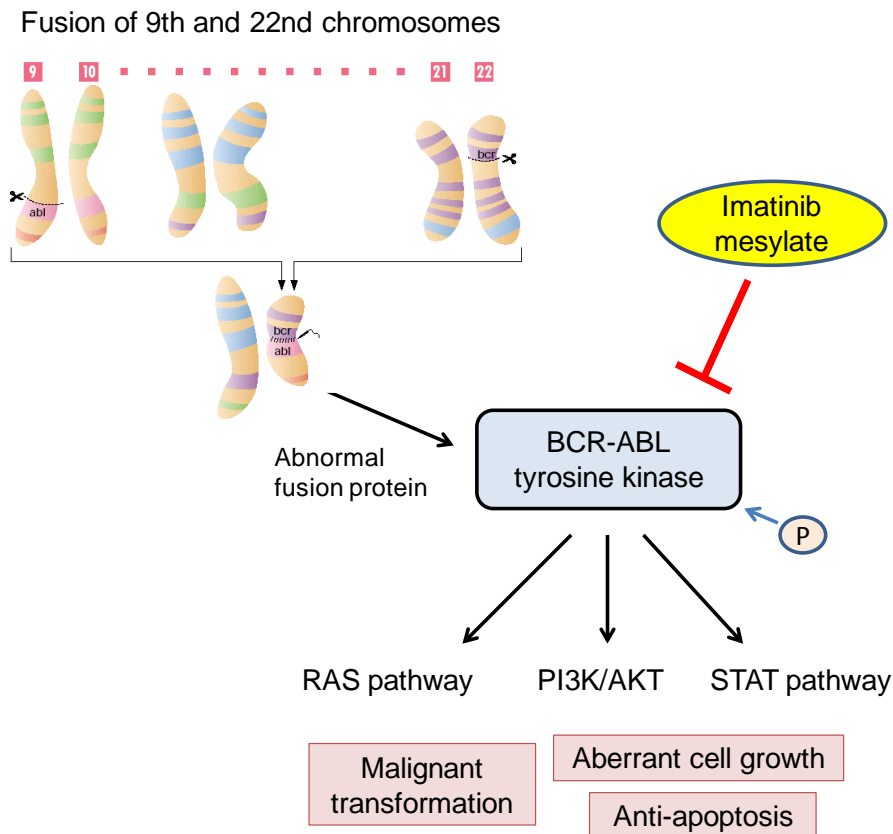 Fusion of 9th and 22nd chromosomes
9 10 21 22
bcr
abl
Imatinib
mesylate
bcr
abl
BCR-ABL
tyrosine kinase
Abnormal
fusion protein
P
RAS pathway PI3K/AKT STAT pathway
Malignant
transformation
Aberrant cell growth
Anti-apoptosis